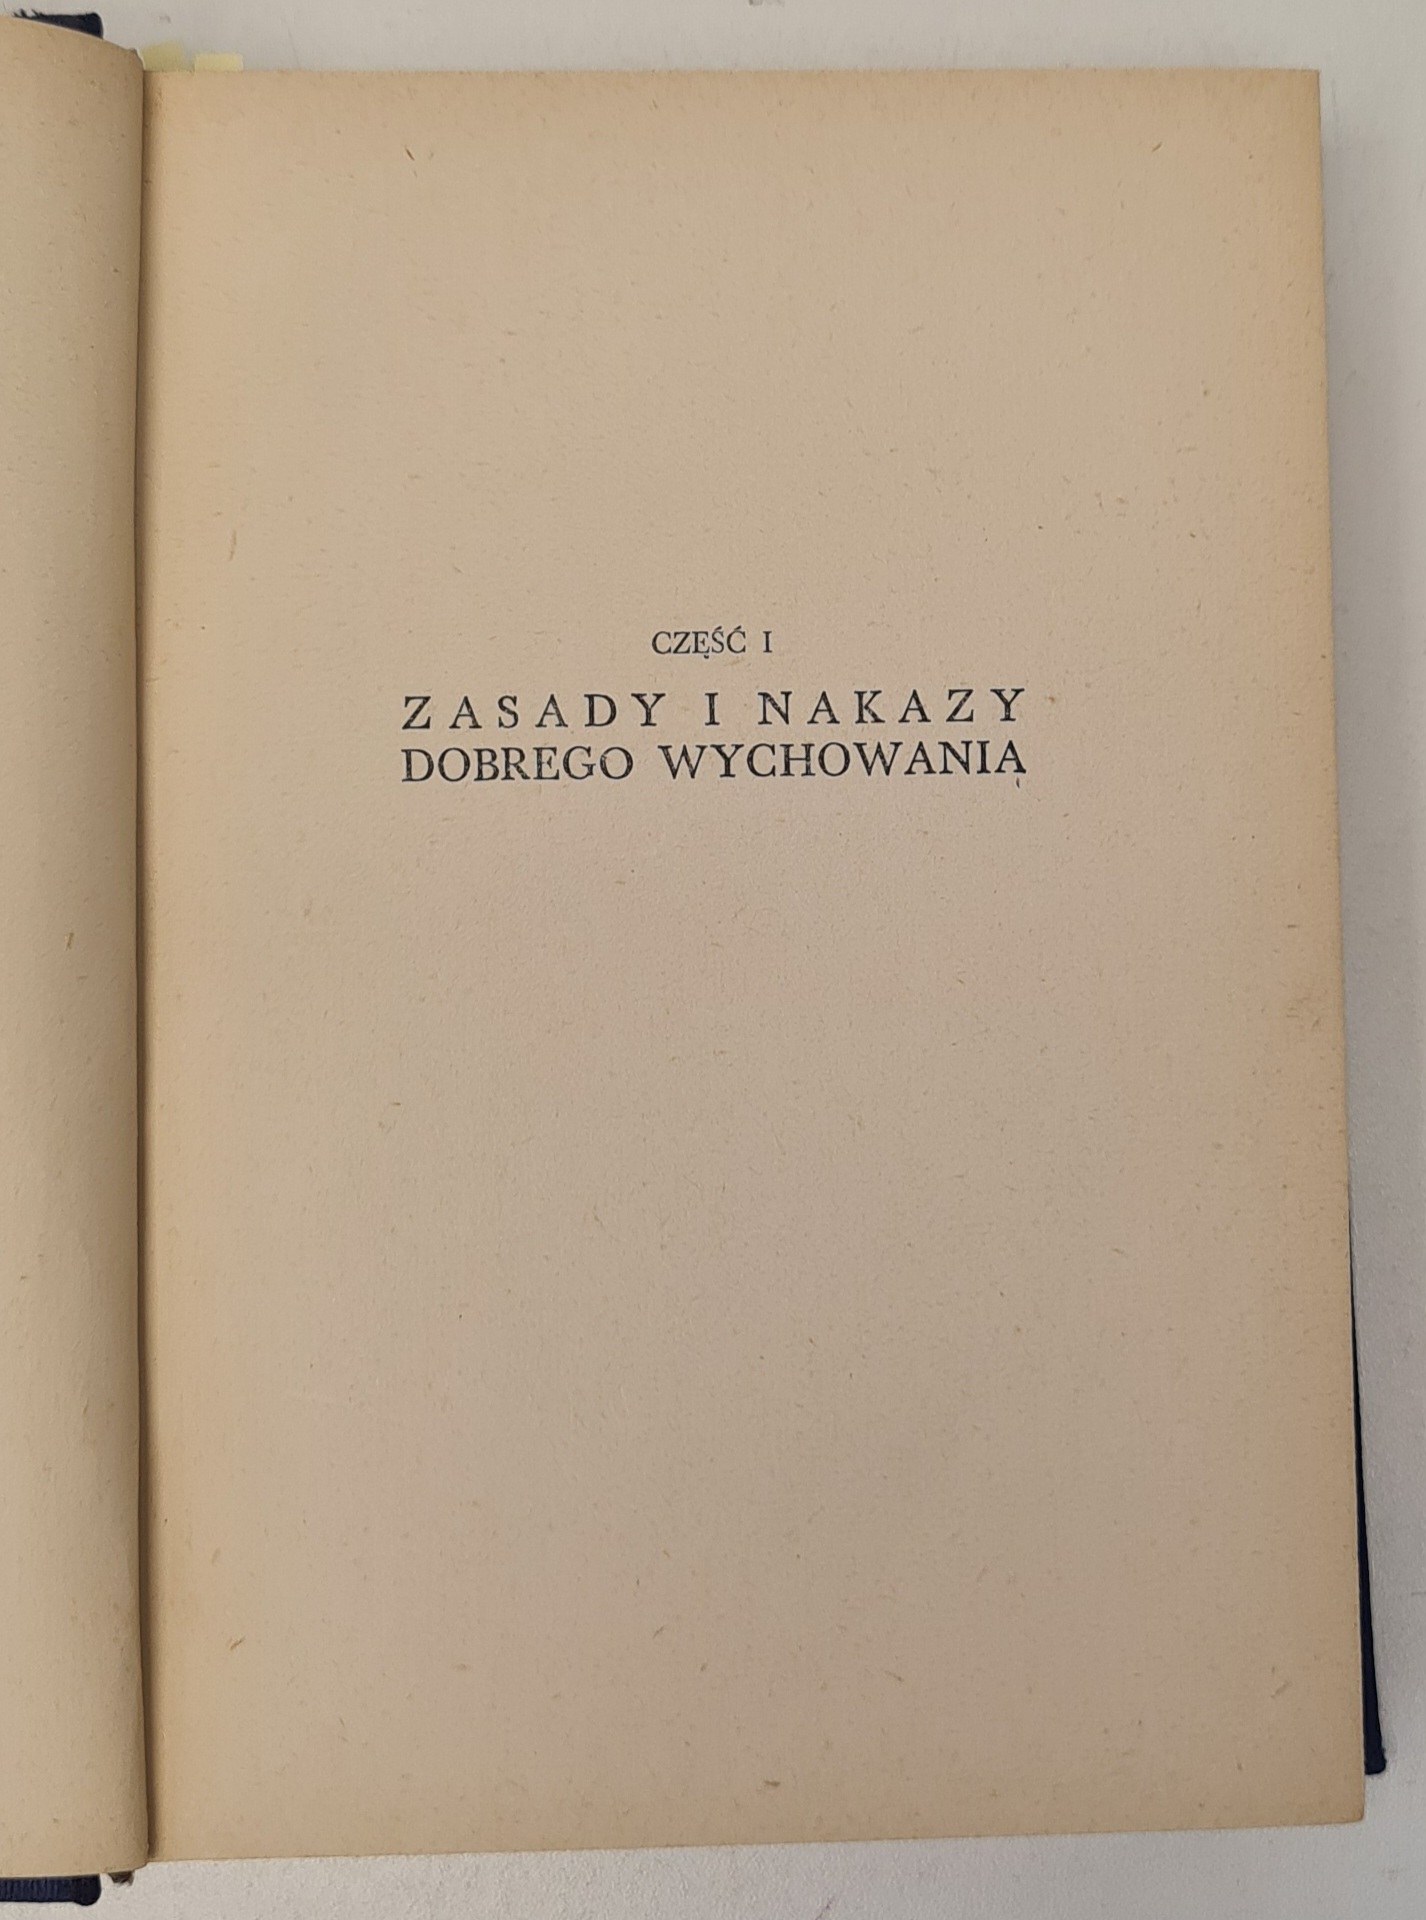 CZĘŚĆ I
ZASADY I NAKAZY
DOBREGO WYCHOWANIA